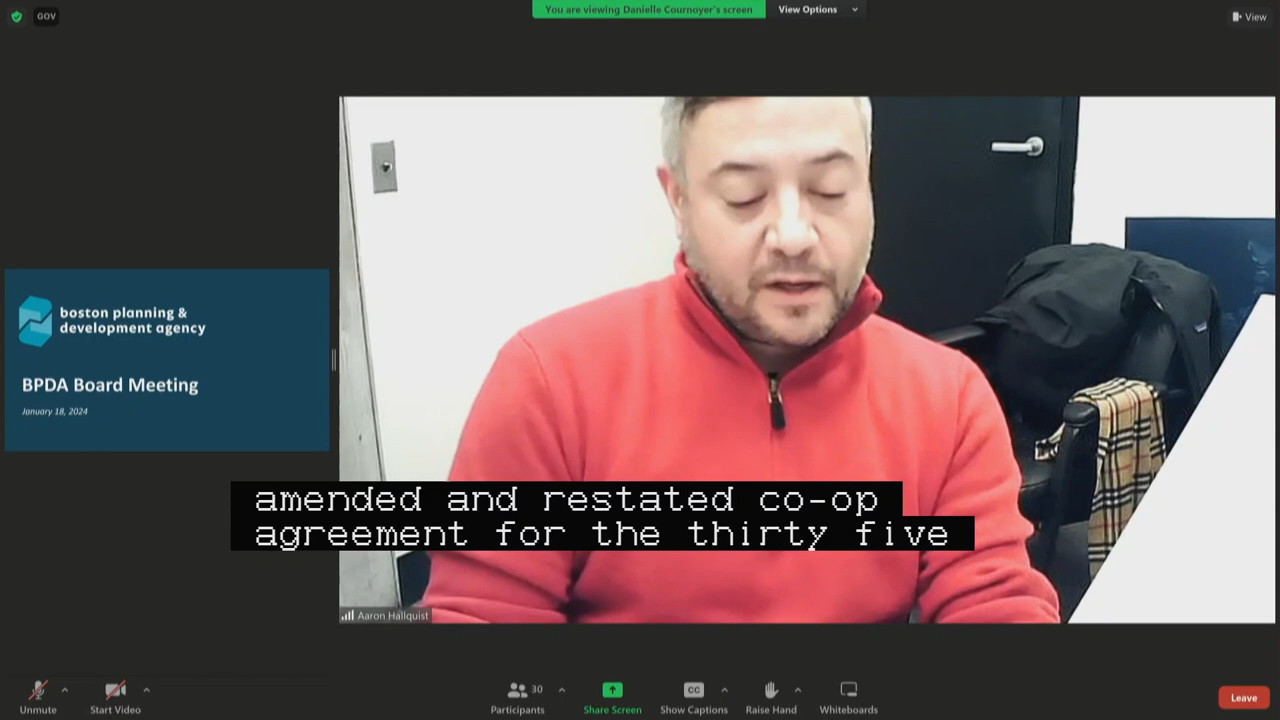 GOV
You are viewing Danielle Cournoyer's screen
View Options
View
boston planning &
development agency
BPDA Board Meeting
January 18, 2024
amended and restated co-op
agreement for the thirty five
Aaron Hallquist
Unmute
Start Video
30
Participants
Share Screen
CC
Show Captions
Raise Hand
Whiteboards
Leave